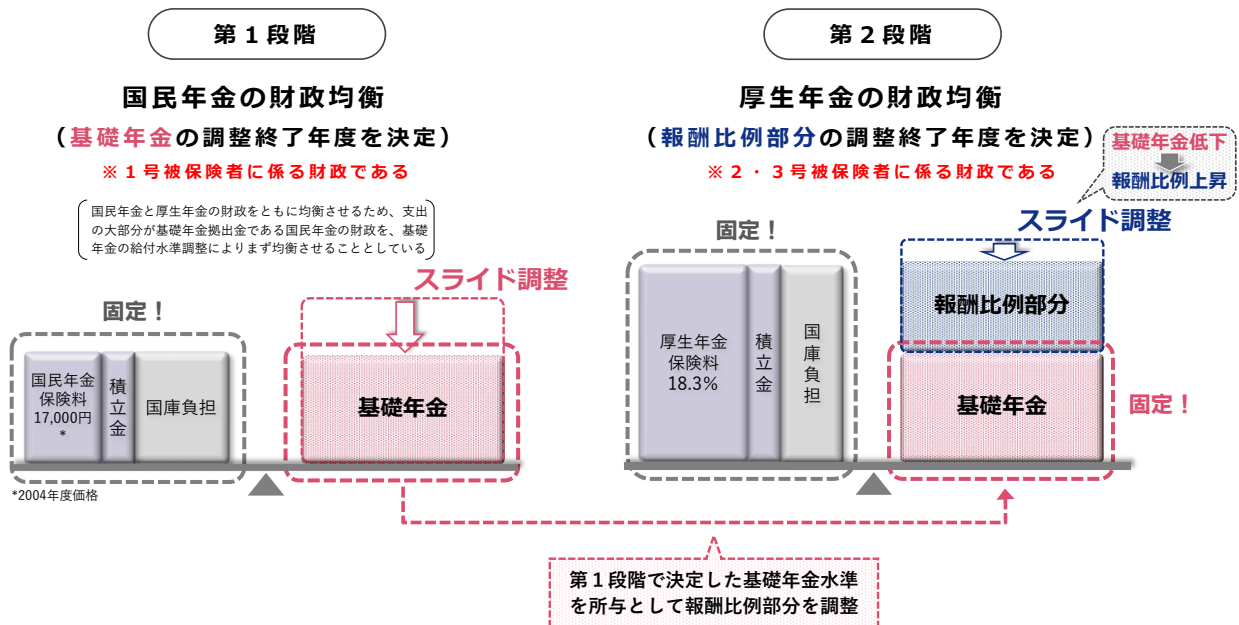 第1段階
国民年金の財政均衡
(基礎年金の調整終了年度を決定)
※1号被保険者に係る財政である
国民年金と厚生年金の財政をともに均衡させるため、支出
の大部分が基礎年金拠出金である国民年金の財政を、基礎
年金の給付水準調整によりまず均衡させることとしている
スライド調整
固定!
国民年金
保険料
17,000円
*
積立金
国庫負担
基礎年金
*2004年度価格
第2段階
厚生年金の財政均衡
(報酬比例部分の調整終了年度を決定)
※2・3号被保険者に係る財政である
基礎年金低下
報酬比例上昇
スライド調整
固定!
厚生年金
保険料
18.3%
積立金
国庫負担
報酬比例部分
基礎年金
固定!
第1段階で決定した基礎年金水準
を所与として報酬比例部分を調整